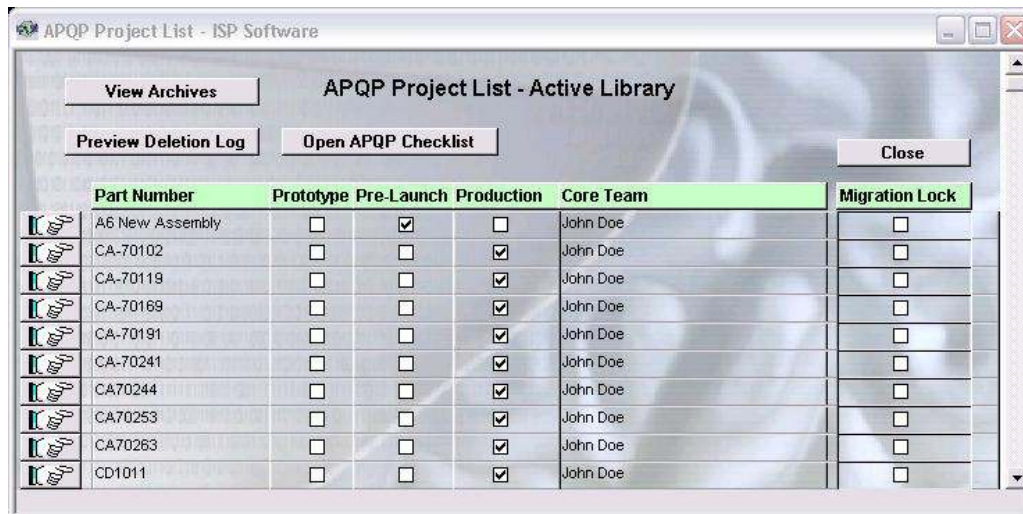 APQP Project List - ISP Software
View Archives
APQP Project List - Active Library
Preview Deletion Log
Open APQP Checklist
Close
Part Number Prototype Pre-Launch Production Core Team Migration Lock
A6 New Assembly John Doe
CA-70102 John Doe
CA-70119 John Doe
CA-70169 John Doe
CA-70191 John Doe
CA-70241 John Doe
CA70244 John Doe
CA70253 John Doe
CA70263 John Doe
CD1011 John Doe